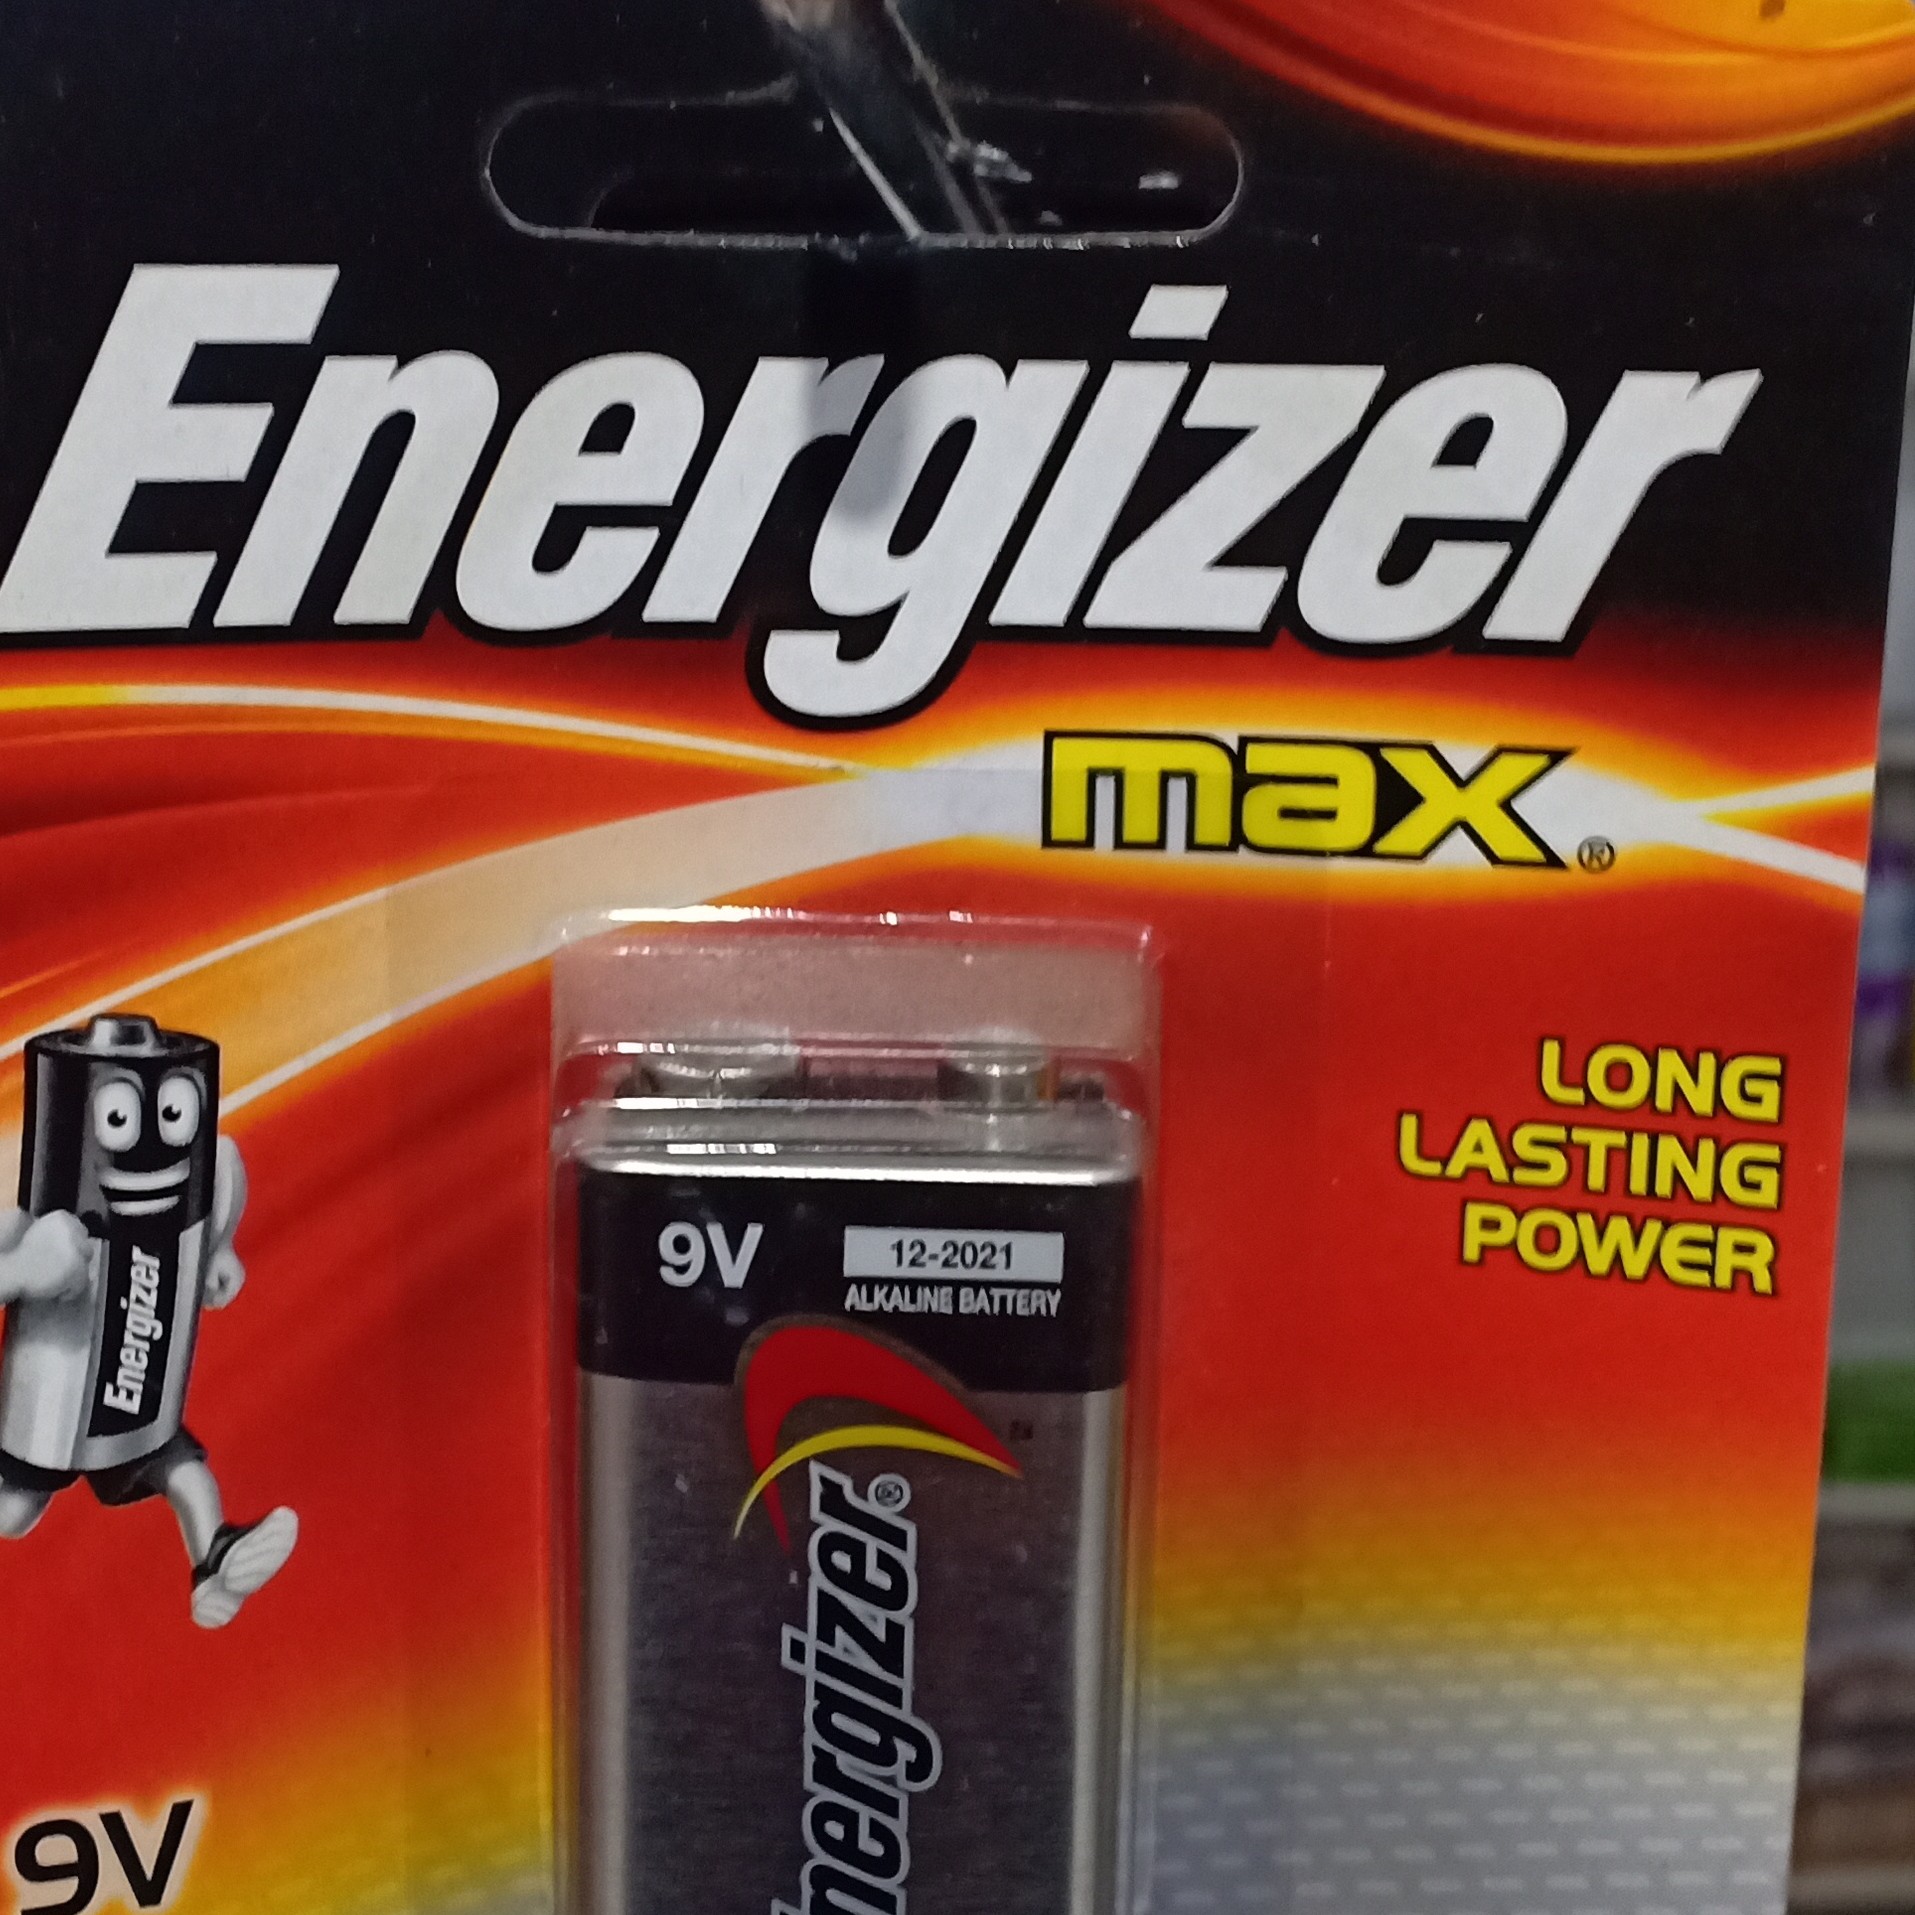 Energizer
max®
LONG
LASTING
POWER
Energizer
9V
12-2021
ALKALINE BATTERY
Energizer®
9V